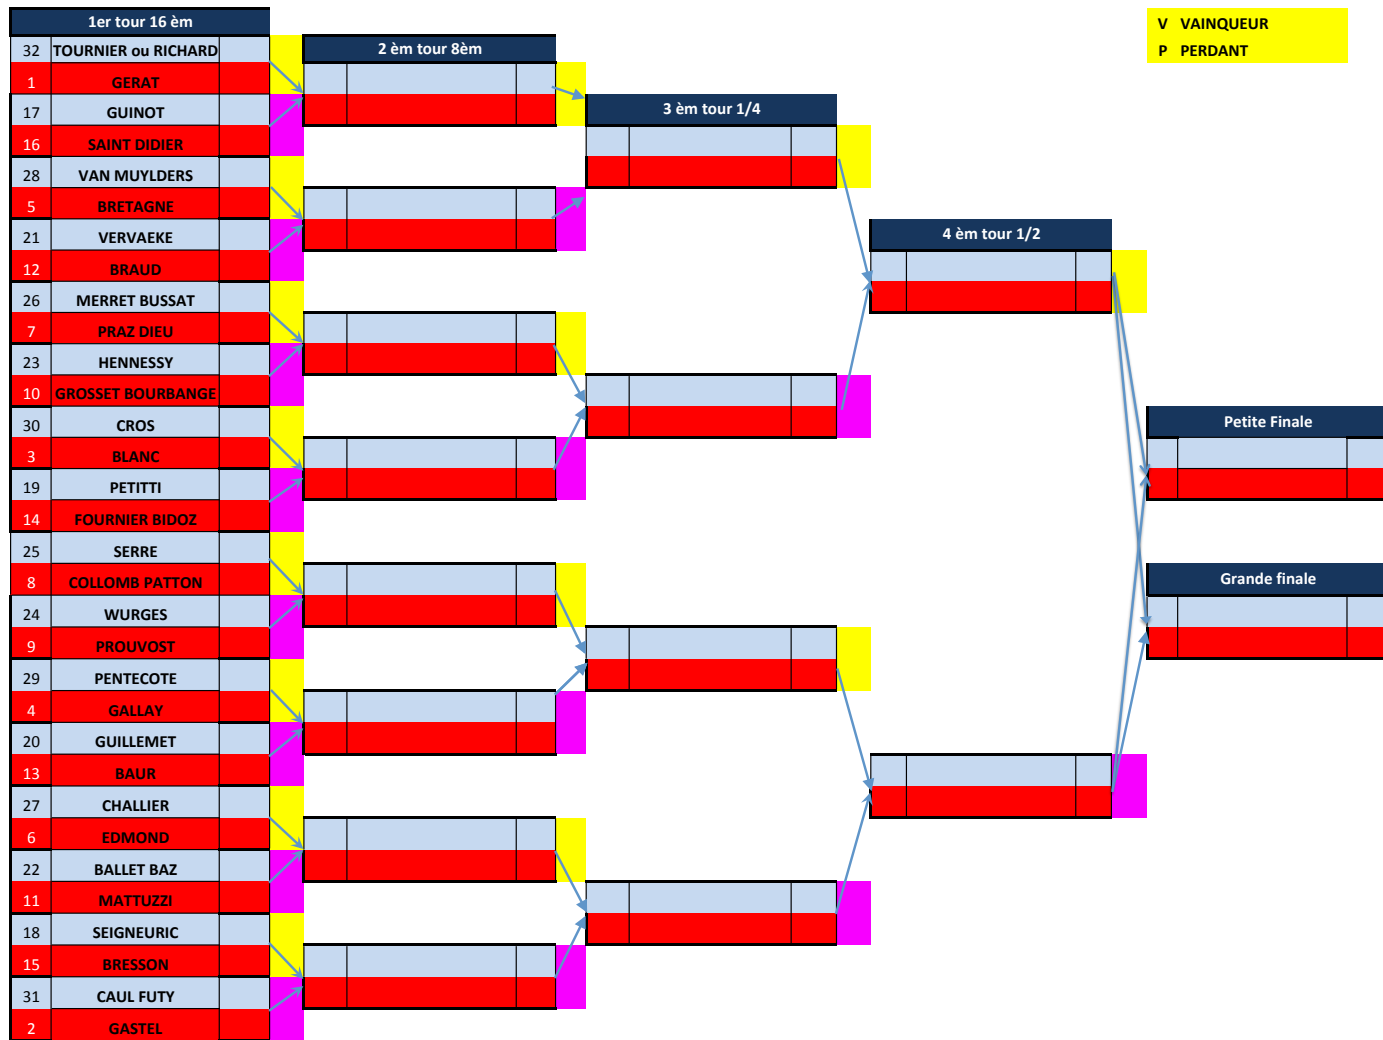 1er tour 16 èm
V VAINQUEUR
P PERDANT
32 TOURNIER ou RICHARD
2 èm tour 8èm
1 GERAT
17 GUINOT
3 èm tour 1/4
16 SAINT DIDIER
28 VAN MUYLDERS
5 BRETAGNE
21 VERVAEKE
4 èm tour 1/2
12 BRAUD
26 MERRET BUSSAT
7 PRAZ DIEU
23 HENNESSY
10 GROSSET BOURBANGE
30 CROS
Petite Finale
3 BLANC
19 PETITTI
14 FOURNIER BIDOZ
25 SERRE
8 COLLOMB PATTON
Grande finale
24 WURGES
9 PROUVOST
29 PENTECOTE
4 GALLAY
20 GUILLEMET
13 BAUR
27 CHALLIER
6 EDMOND
22 BALLET BAZ
11 MATTUZZI
18 SEIGNEURIC
15 BRESSON
31 CAUL FUTY
2 GASTEL